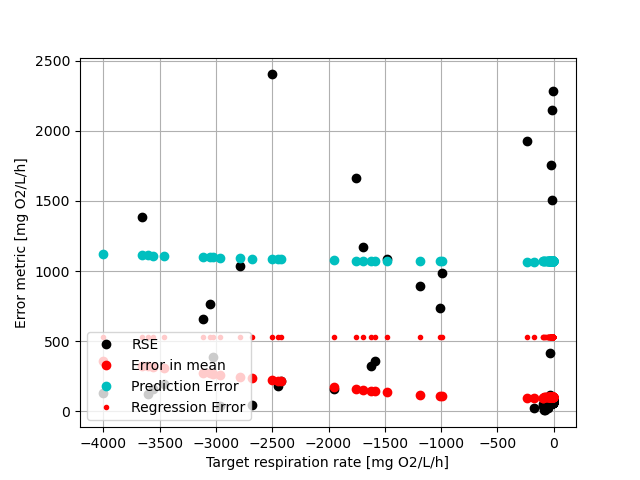 2500
2000
1500
1000
500
0
Error metric [mg O2/L/h]
RSE
Error in mean
Prediction Error
Regression Error
−4000 −3500 −3000 −2500 −2000 −1500 −1000 −500 0
Target respiration rate [mg O2/L/h]